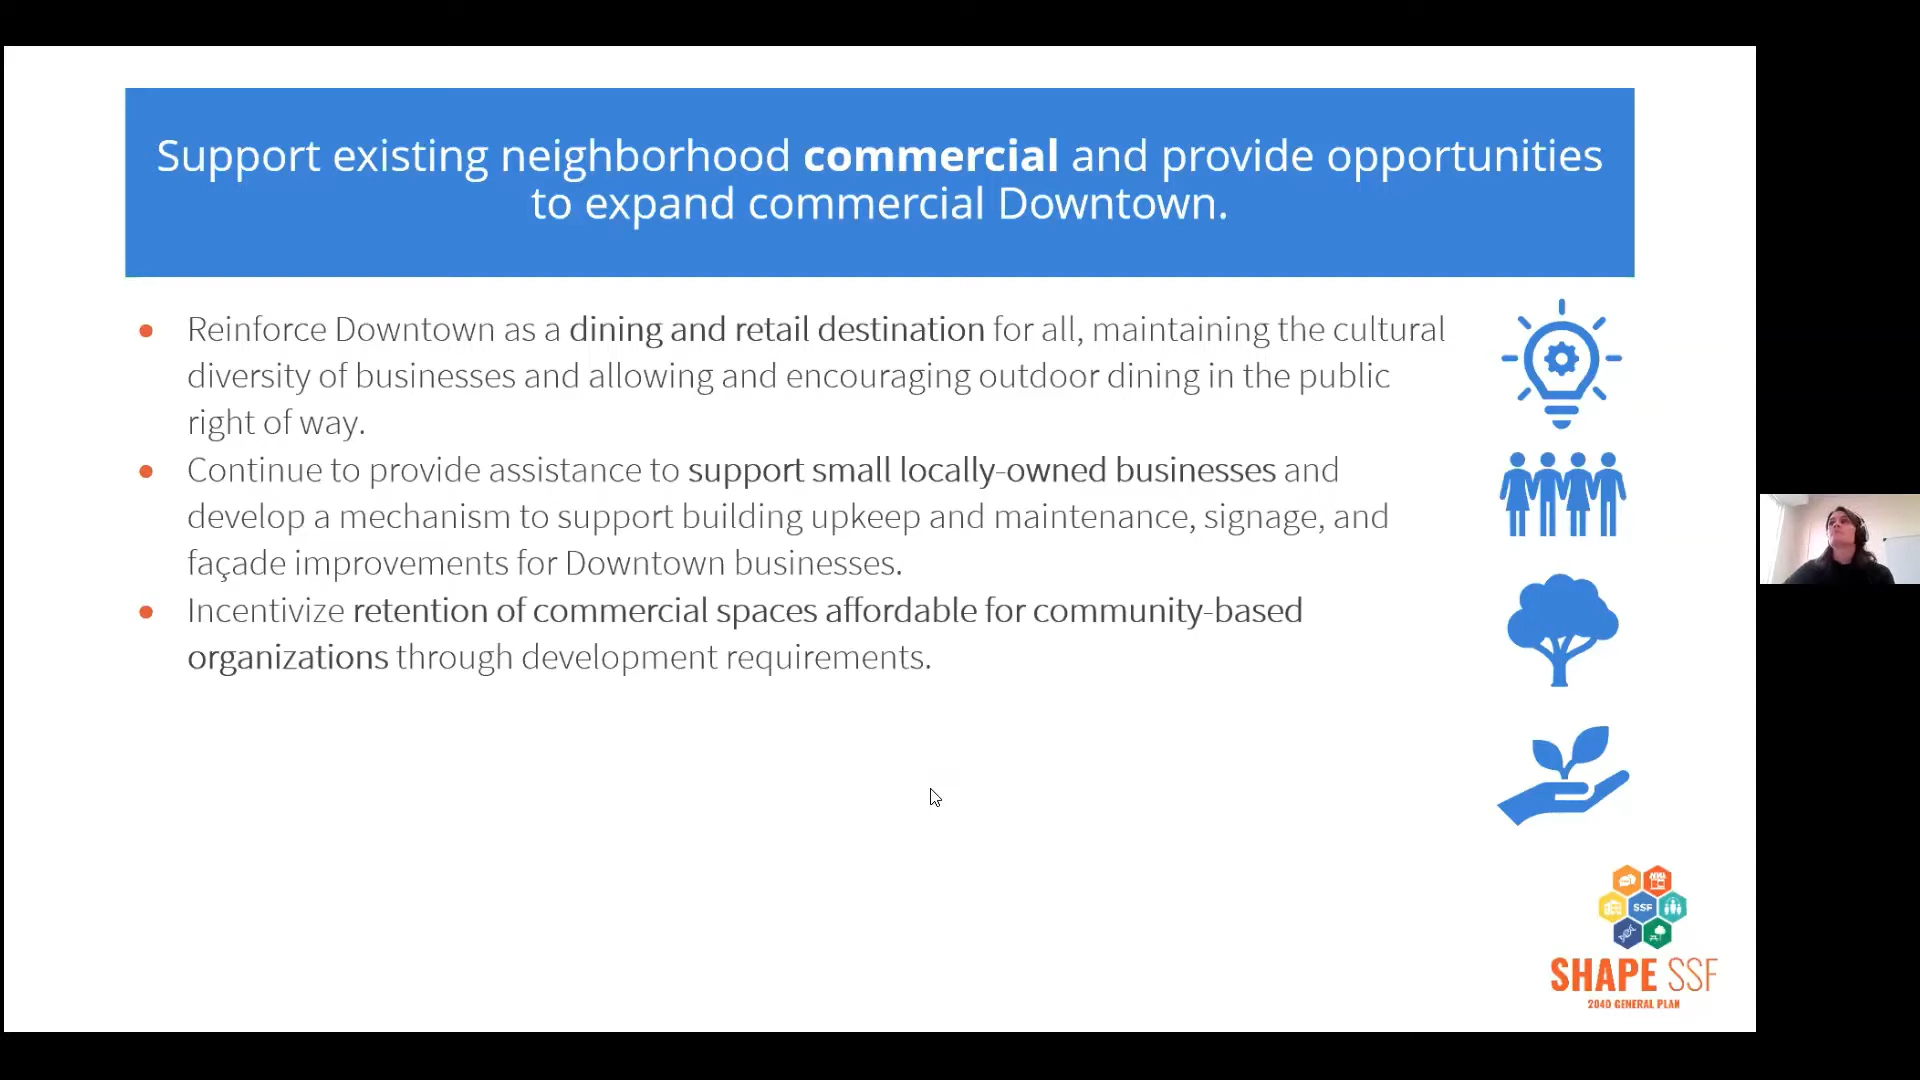 Support existing neighborhood commercial and provide opportunities
to expand commercial Downtown.
Reinforce Downtown as a dining and retail destination for all, maintaining the cultural
diversity of businesses and allowing and encouraging outdoor dining in the public
right of way.
Continue to provide assistance to support small locally-owned businesses and
develop a mechanism to support building upkeep and maintenance, signage, and
façade improvements for Downtown businesses.
Incentivize retention of commercial spaces affordable for community-based
organizations through development requirements.
SSF
SHAPE SSF
2040 GENERAL PLAN